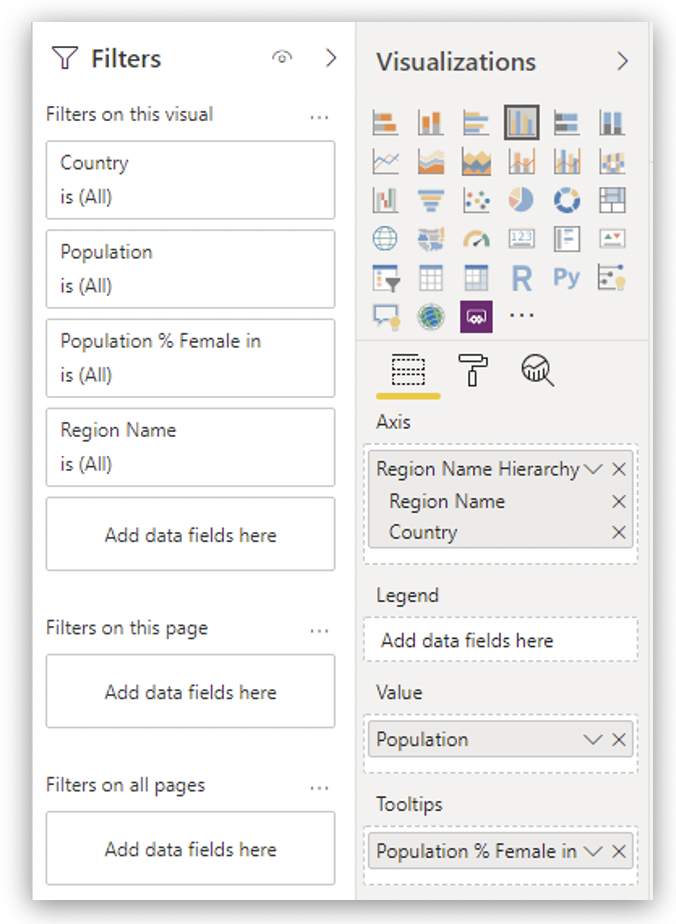 Filters
Filters on this visual
...
Country
is (All)
Population
is (All)
Population % Female in
is (All)
Region Name
is (All)
Add data fields here
Filters on this page
...
Add data fields here
Filters on all pages
...
Add data fields here
Visualizations
123
R
Py
...
Axis
Region Name Hierarchy
Region Name
Country
Legend
Add data fields here
Value
Population
Tooltips
Population % Female in